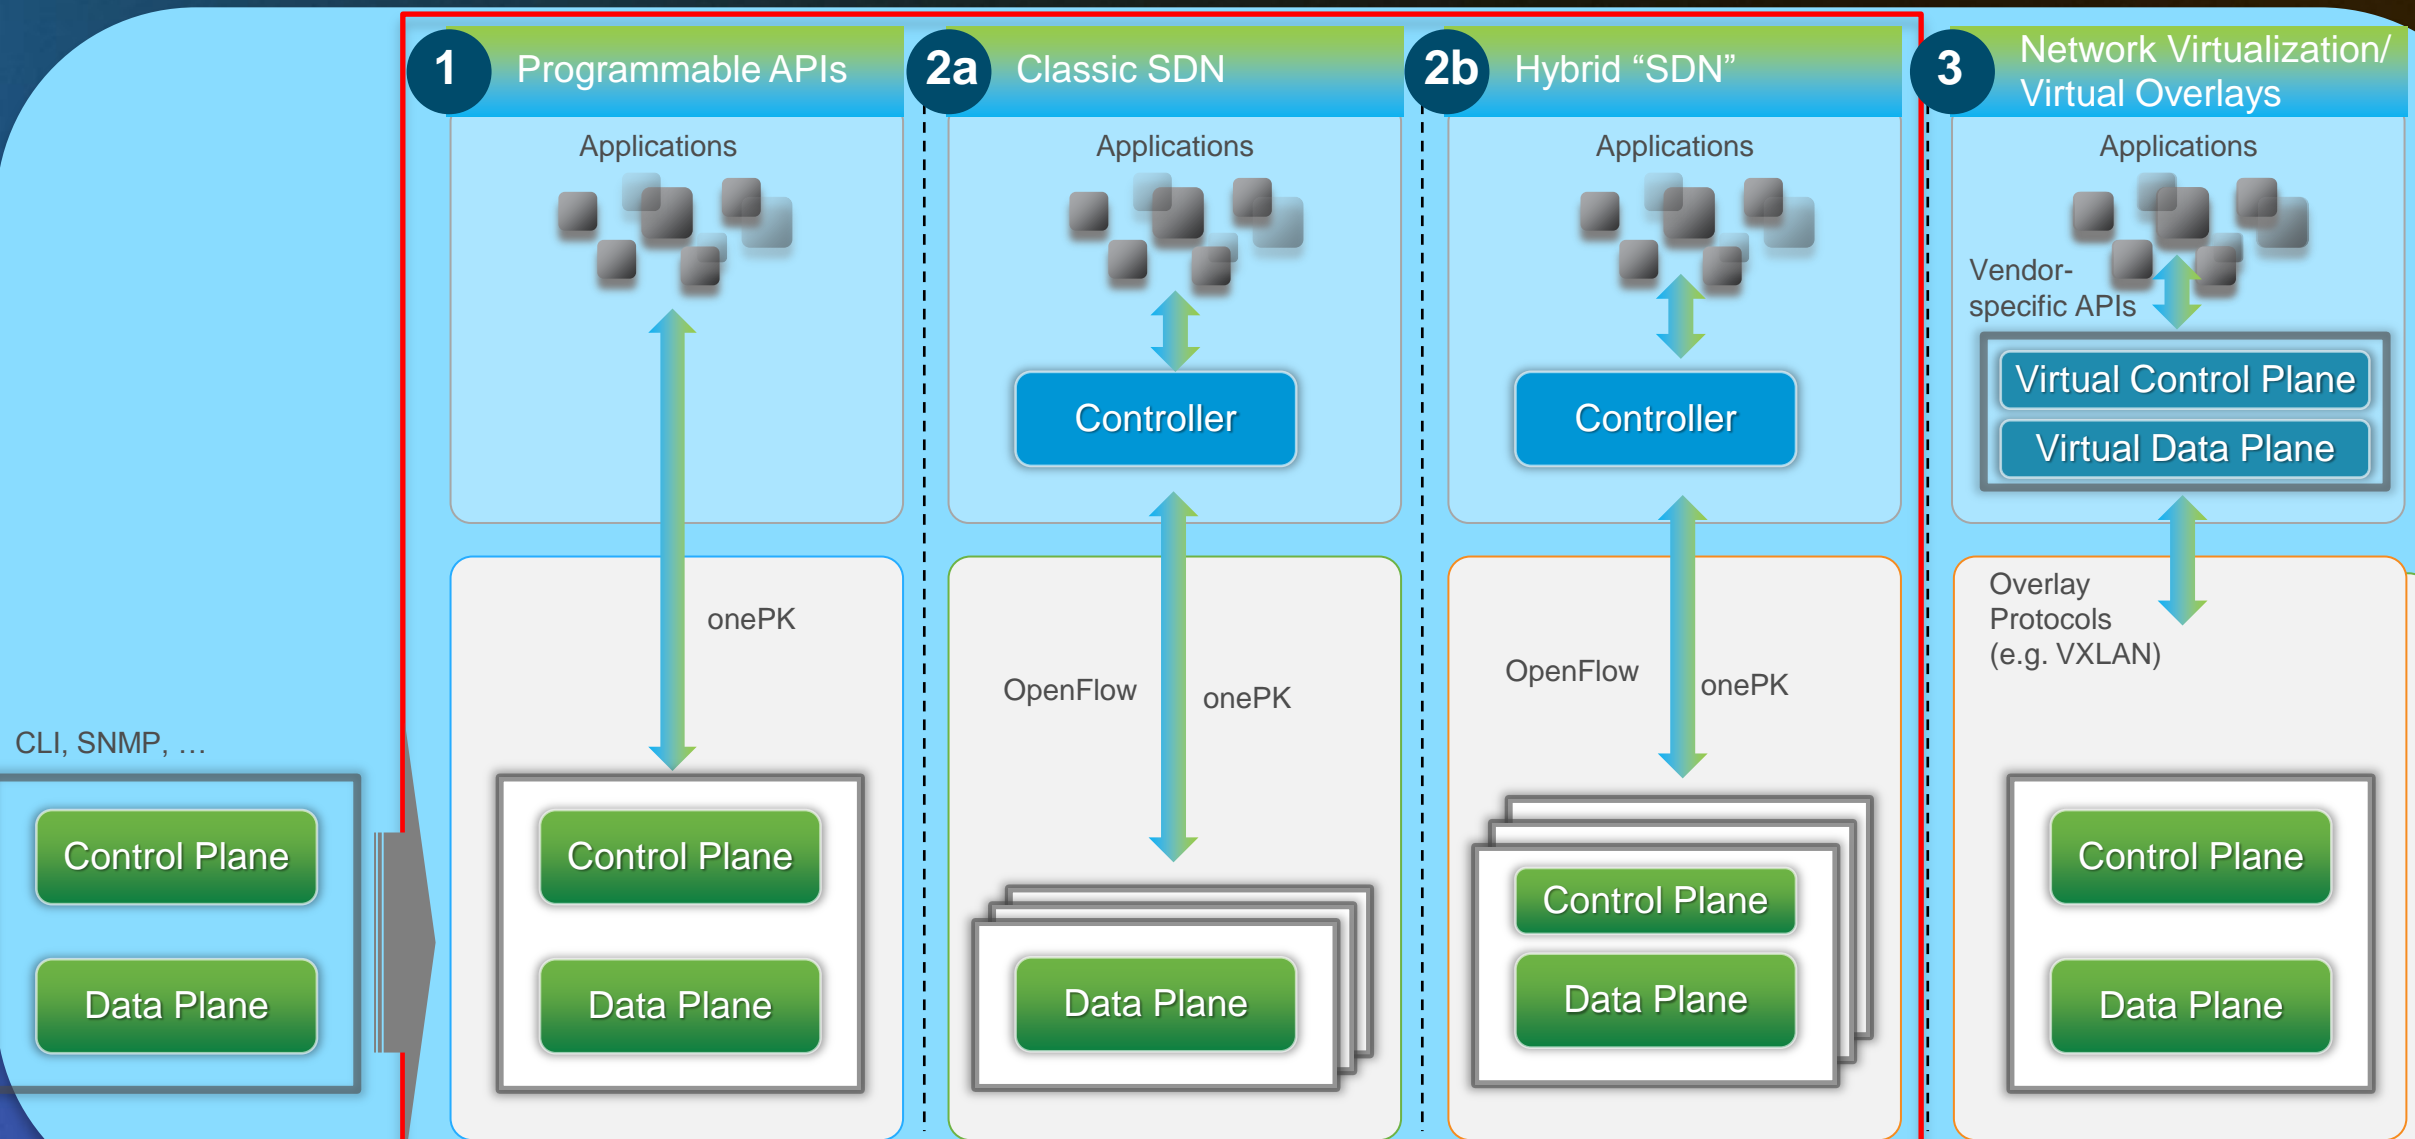 CLI, SNMP, …
Control Plane
Data Plane
1
Programmable APIs
Applications
onePK
Control Plane
Data Plane
2a
Classic SDN
Applications
Controller
OpenFlow
onePK
Data Plane
2b
Hybrid “SDN”
Applications
Controller
OpenFlow
onePK
Control Plane
Data Plane
3
Network Virtualization/
Virtual Overlays
Applications
Vendor-
specific APIs
Virtual Control Plane
Virtual Data Plane
Overlay
Protocols
(e.g. VXLAN)
Control Plane
Data Plane